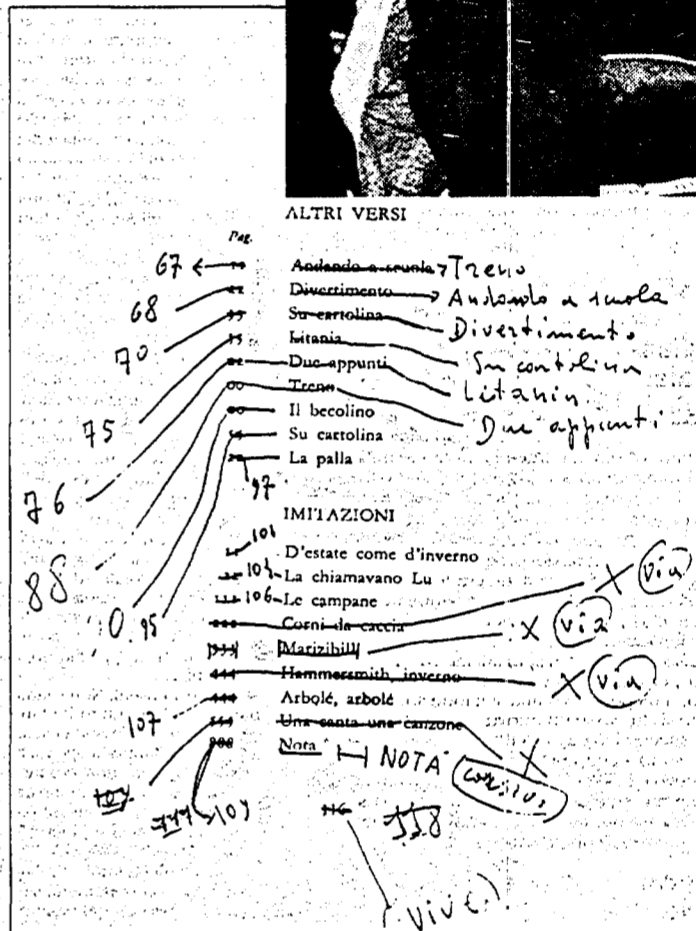 ALTRI VERSI
Pag.
67 Andando a scuola Treno
68 Divertimento Andando a scuola
70 Su cartolina Divertimento
75 Litania Su cartolina
76 Due appunti Litania
88 Treno Due appunti
Il becolino
95 Su cartolina
97 La palla
IMITAZIONI
101 D'estate come d'inverno
La chiamavano Lu
106 Le campane
Corni da caccia X via
Marizibill X via
Hammersmith, inverno X via
107 Arbolé, arbolé
Una canta una canzone X
Nota NOTA
109